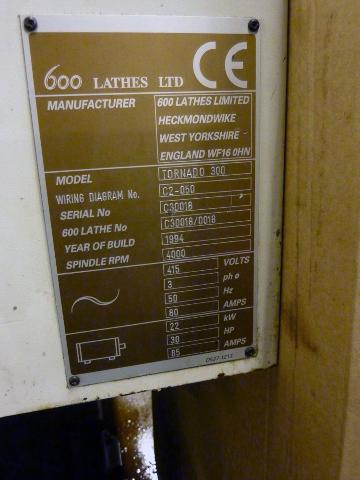 600 LATHES LTD CE
MANUFACTURER 600 LATHES LIMITED
HECKMONDWIKE
WEST YORKSHIRE
ENGLAND WF16 0HN
MODEL TORNADO 300
WIRING DIAGRAM No. C2-050
SERIAL No C30018
600 LATHE No C30018/0018
YEAR OF BUILD 1994
SPINDLE RPM 4000
415 VOLTS
3 ph ø
50 Hz
80 AMPS
22 kW
30 HP
85 AMPS